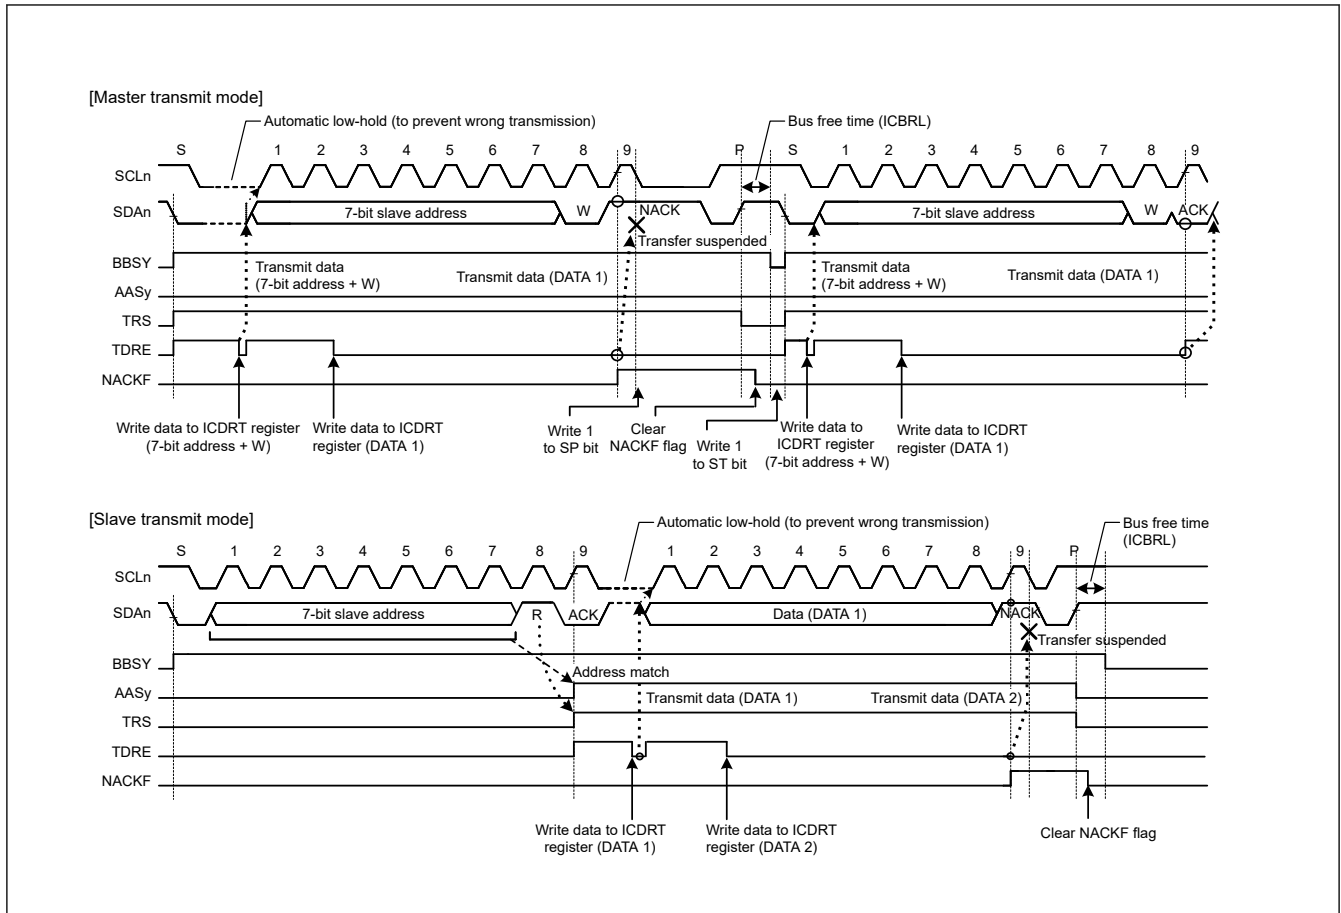 [Master transmit mode]
Automatic low-hold (to prevent wrong transmission)
Bus free time (ICBRL)
S 1 2 3 4 5 6 7 8 9 P S 1 2 3 4 5 6 7 8 9
SCLn
SDAn 7-bit slave address W NACK 7-bit slave address W ACK
Transfer suspended
BBSY
Transmit data
(7-bit address + W)
Transmit data (DATA 1)
Transmit data
(7-bit address + W)
Transmit data (DATA 1)
AASy
TRS
TDRE
NACKF
Write data to ICDRT register
(7-bit address + W)
Write data to ICDRT
register (DATA 1)
Write 1
to SP bit
Clear
NACKF flag
Write 1
to ST bit
Write data to
ICDRT register
(7-bit address + W)
Write data to ICDRT
register (DATA 1)
[Slave transmit mode]
Automatic low-hold (to prevent wrong transmission)
Bus free time
(ICBRL)
S 1 2 3 4 5 6 7 8 9 1 2 3 4 5 6 7 8 9 P
SCLn
SDAn 7-bit slave address R ACK Data (DATA 1) NACK
Transfer suspended
BBSY
Address match
AASy
Transmit data (DATA 1)
Transmit data (DATA 2)
TRS
TDRE
NACKF
Write data to ICDRT
register (DATA 1)
Write data to ICDRT
register (DATA 2)
Clear NACKF flag